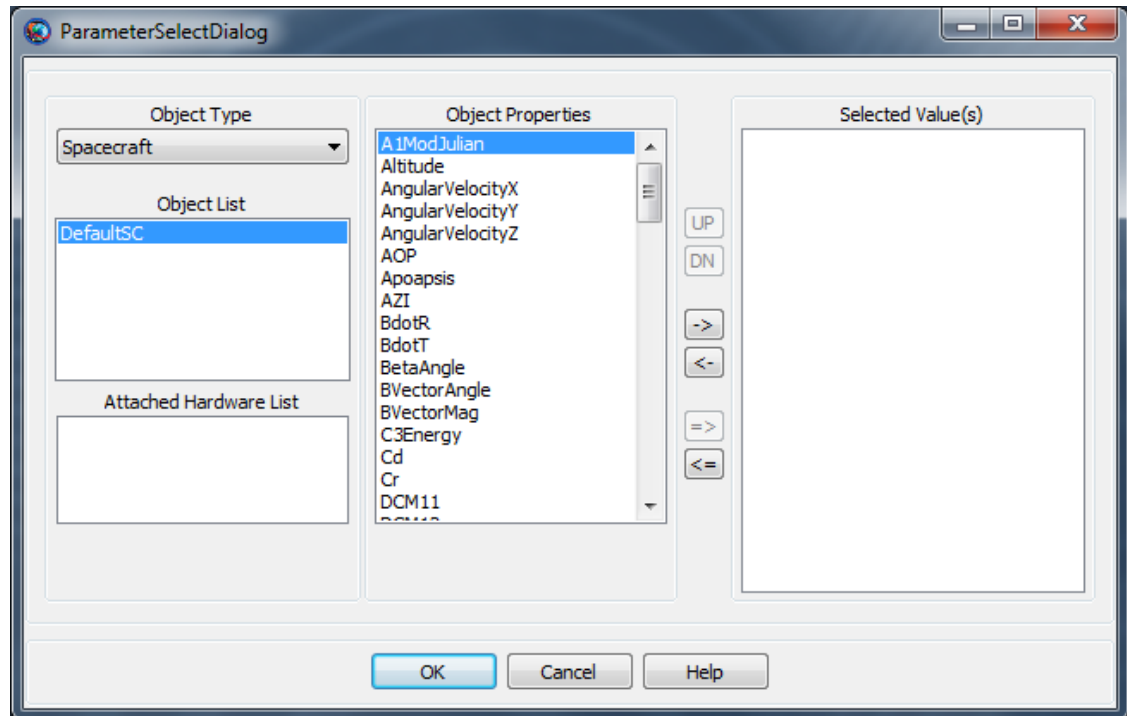 ParameterSelectDialog
Object Type
Spacecraft
Object List
DefaultSC
Attached Hardware List
Object Properties
A1ModJulian
Altitude
AngularVelocityX
AngularVelocityY
AngularVelocityZ
AOP
Apoapsis
AZI
BdotR
BdotT
BetaAngle
BVectorAngle
BVectorMag
C3Energy
Cd
Cr
DCM11
UP
DN
->
<-
=>
<=
Selected Value(s)
OK
Cancel
Help